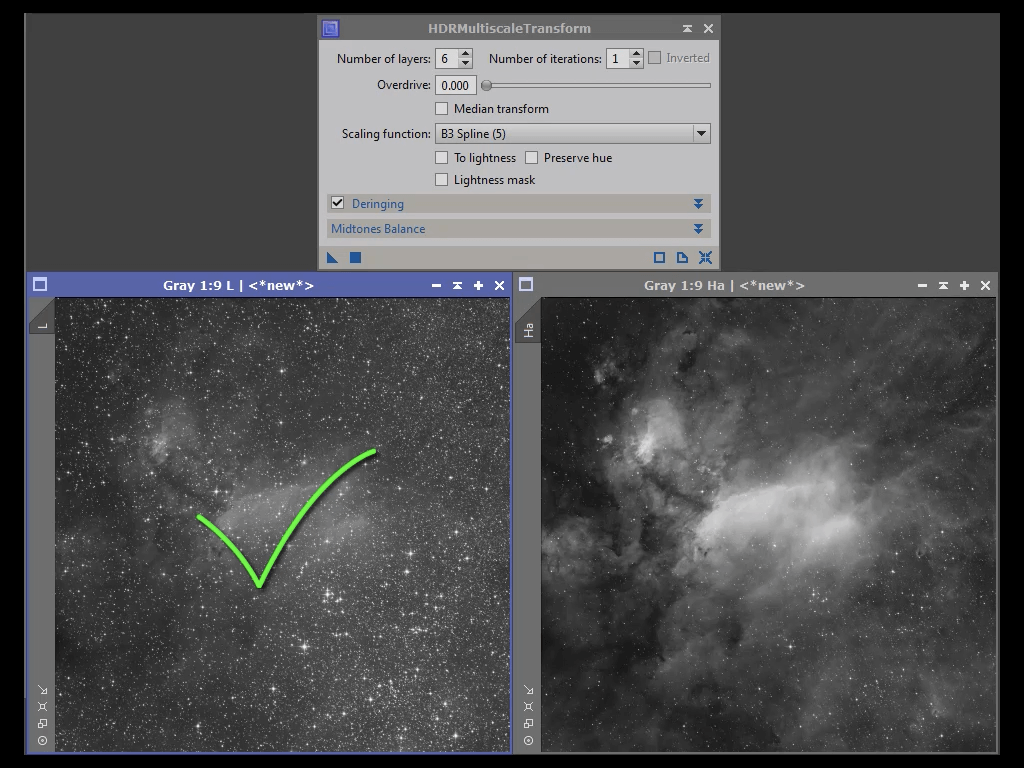 HDRMultiscaleTransform
Number of layers: 6 Number of iterations: 1 Inverted
Overdrive: 0.000
Median transform
Scaling function: B3 Spline (5)
To lightness Preserve hue
Lightness mask
Deringing
Midtones Balance
Gray 1:9 L | <*new*>
L
Gray 1:9 Ha | <*new*>
Ha